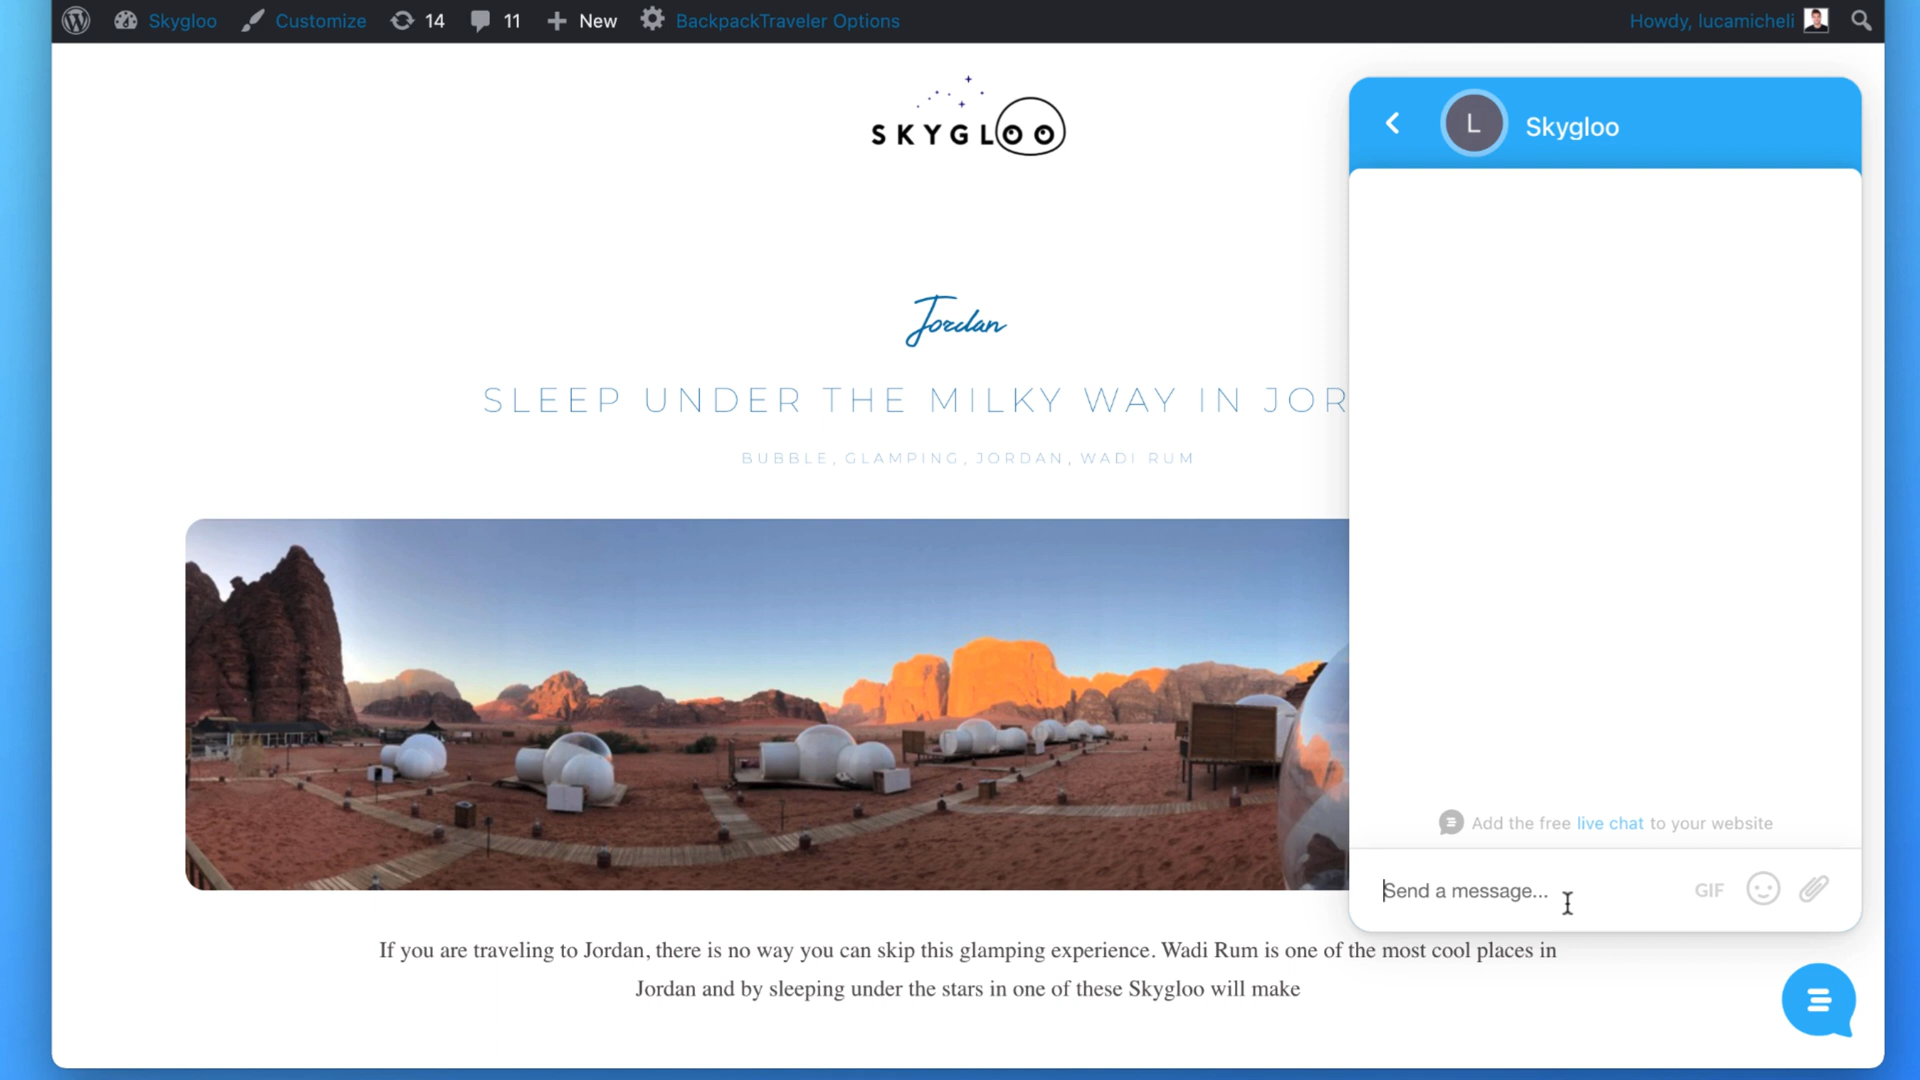 Skygloo Customize 14 11 New BackpackTraveler Options Howdy, lucamicheli
SKYGLOO
L Skygloo
Jordan
SLEEP UNDER THE MILKY WAY IN JOR
BUBBLE, GLAMPING, JORDAN, WADI RUM
Add the free live chat to your website
Send a message... GIF
If you are traveling to Jordan, there is no way you can skip this glamping experience. Wadi Rum is one of the most cool places in
Jordan and by sleeping under the stars in one of these Skygloo will make